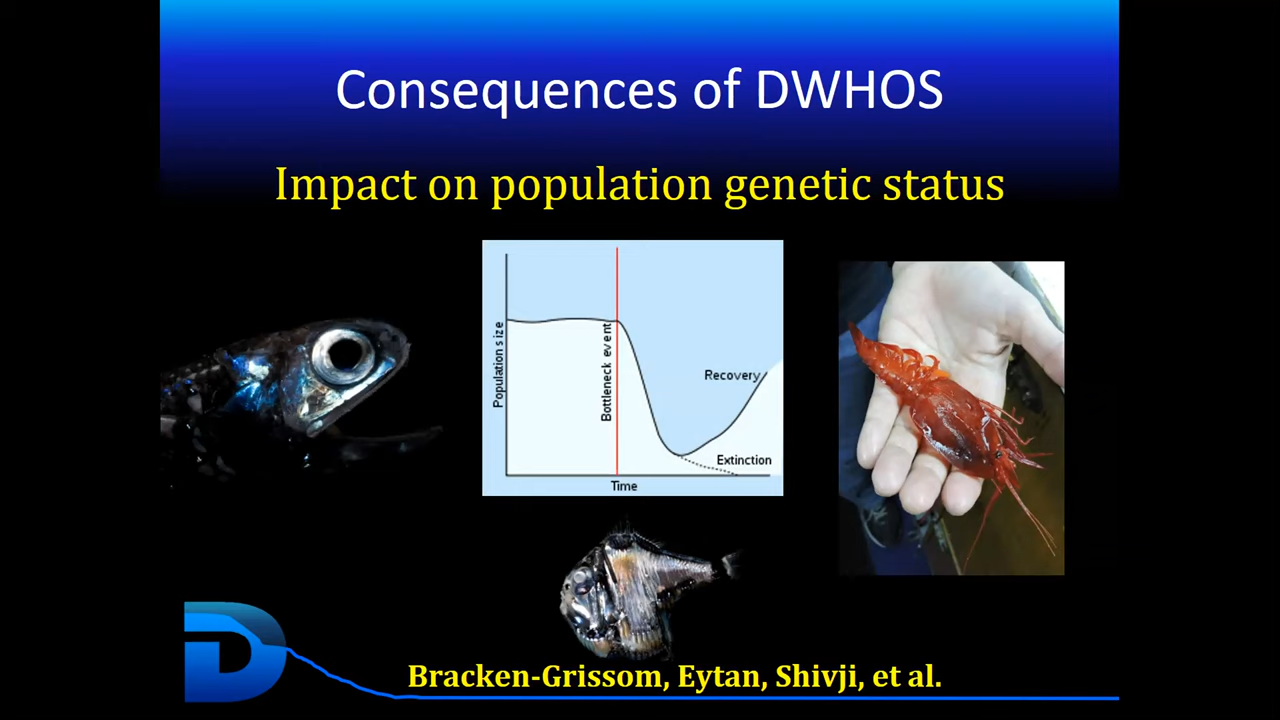 Consequences of DWHOS
Impact on population genetic status
Population size
Bottleneck event
Recovery
Extinction
Time
D
Bracken-Grissom, Eytan, Shivji, et al.